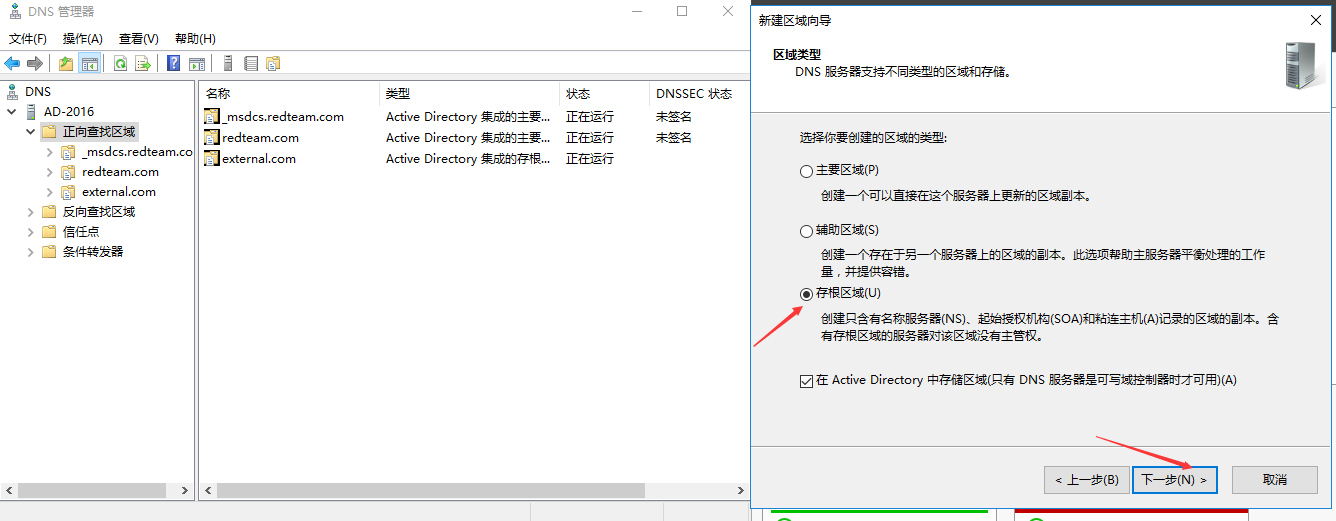 DNS 管理器
文件(F) 操作(A) 查看(V) 帮助(H)
DNS
AD-2016
正向查找区域
_msdcs.redteam.co
redteam.com
external.com
反向查找区域
信任点
条件转发器
名称 类型 状态 DNSSEC 状态
_msdcs.redteam.com Active Directory 集成的主要... 正在运行 未签名
redteam.com Active Directory 集成的主要... 正在运行 未签名
external.com Active Directory 集成的存根... 正在运行
新建区域向导
区域类型
DNS 服务器支持不同类型的区域和存储。
选择你要创建的区域的类型:
主要区域(P)
创建一个可以直接在这个服务器上更新的区域副本。
辅助区域(S)
创建一个存在于另一个服务器上的区域的副本。此选项帮助主服务器平衡处理的工作
量，并提供容错。
存根区域(U)
创建只含有名称服务器(NS)、起始授权机构(SOA)和粘连主机(A)记录的区域的副本。含
有存根区域的服务器对该区域没有主管权。
在 Active Directory 中存储区域(只有 DNS 服务器是可写域控制器时才可用)(A)
< 上一步(B) 下一步(N) > 取消